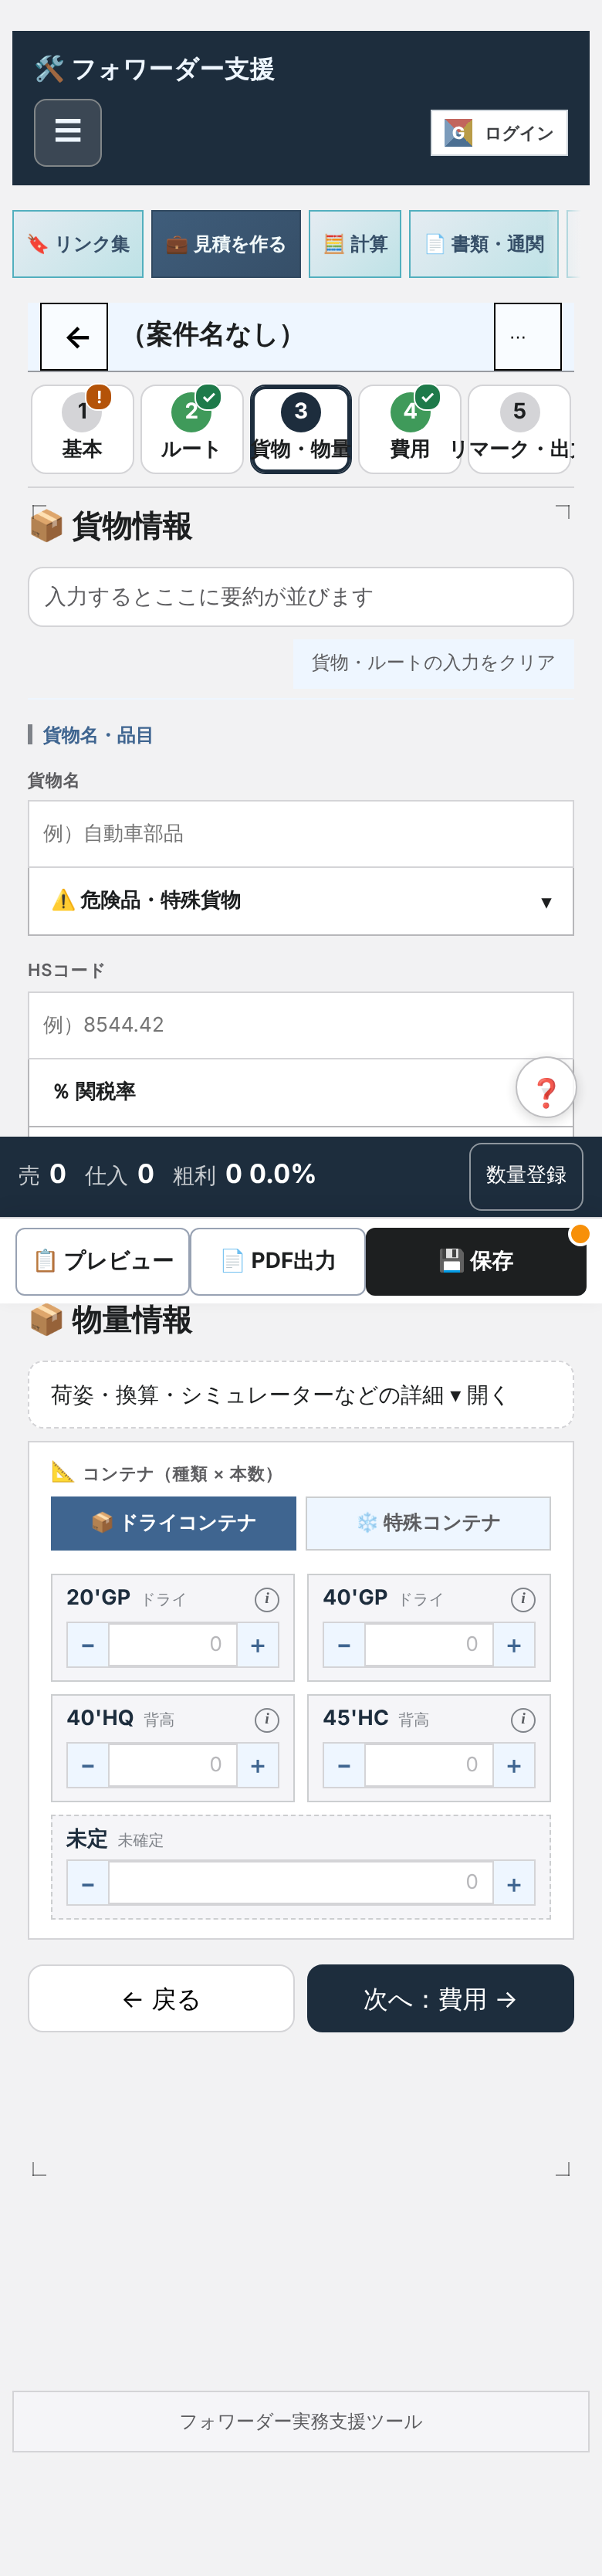 🛠️ フォワーダー支援
☰
G ログイン
🔖 リンク集
💼 見積を作る
🧮 計算
📄 書類・通関
← （案件名なし） …
1 ! 基本
2 ルート
3 貨物・物量
4 費用
5 リマーク・出
📦 貨物情報
入力するとここに要約が並びます
貨物・ルートの入力をクリア
貨物名・品目
貨物名
例）自動車部品
⚠️ 危険品・特殊貨物 ▼
HSコード
例）8544.42
% 関税率
❓
売 0 仕入 0 粗利 0 0.0%
数量登録
📋 プレビュー
📄 PDF出力
💾 保存
📦 物量情報
荷姿・換算・シミュレーターなどの詳細 ▾ 開く
📐 コンテナ（種類 × 本数）
📦 ドライコンテナ
❄️ 特殊コンテナ
20'GP ドライ i
− 0 +
40'GP ドライ i
− 0 +
40'HQ 背高 i
− 0 +
45'HC 背高 i
− 0 +
未定 未確定
− 0 +
← 戻る
次へ：費用 →
フォワーダー実務支援ツール